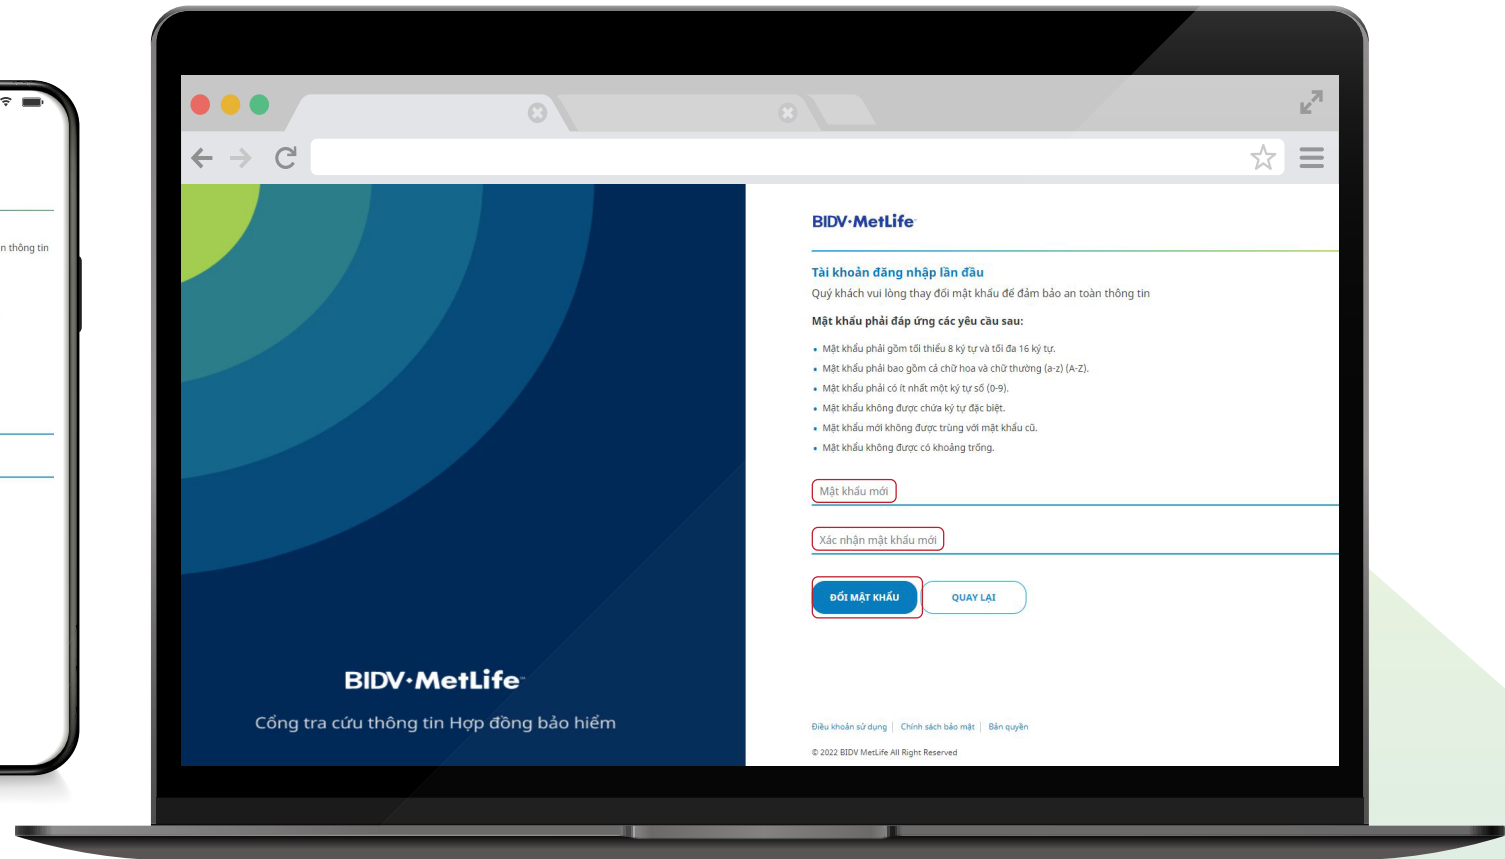 n thông tin
BIDV·MetLife
Tài khoản đăng nhập lần đầu
Quý khách vui lòng thay đổi mật khẩu để đảm bảo an toàn thông tin
Mật khẩu phải đáp ứng các yêu cầu sau:
Mật khẩu phải gồm tối thiểu 8 ký tự và tối đa 16 ký tự.
Mật khẩu phải bao gồm cả chữ hoa và chữ thường (a-z) (A-Z).
Mật khẩu phải có ít nhất một ký tự số (0-9).
Mật khẩu không được chứa ký tự đặc biệt.
Mật khẩu mới không được trùng với mật khẩu cũ.
Mật khẩu không được có khoảng trống.
Mật khẩu mới
Xác nhận mật khẩu mới
ĐỔI MẬT KHẨU QUAY LẠI
BIDV·MetLife
Cổng tra cứu thông tin Hợp đồng bảo hiểm
Điều khoản sử dụng | Chính sách bảo mật | Bản quyền
© 2022 BIDV MetLife All Right Reserved